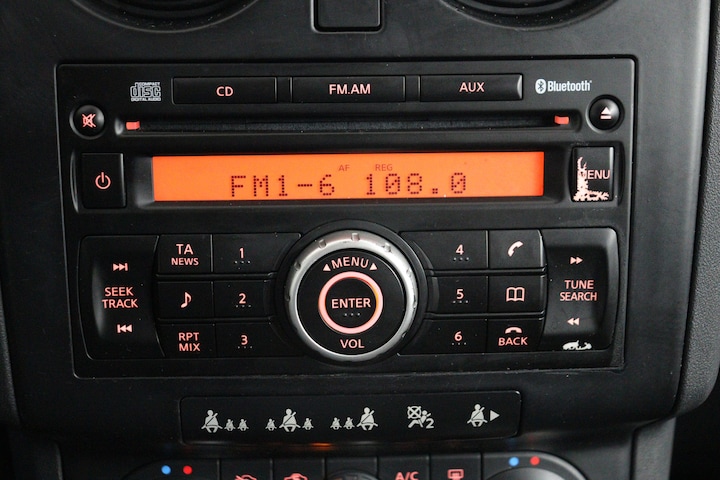 COMPACT
disc
DIGITAL AUDIO
CD
FM.AM
AUX
Bluetooth
AF REG
FM1-6 108.0
MENU
TA
NEWS
1
MENU
4
SEEK
TRACK
2
ENTER
5
TUNE
SEARCH
RPT
MIX
3
VOL
6
BACK
2
A/C